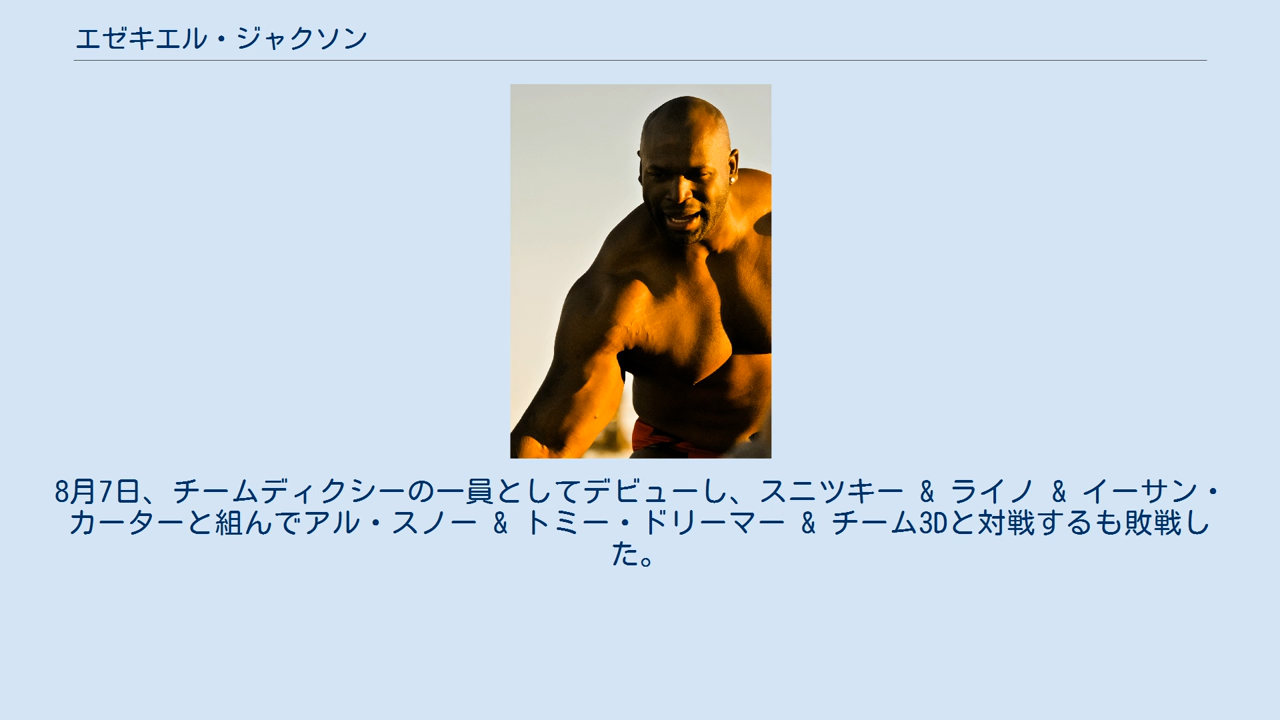 エゼキエル・ジャクソン
8月7日、チームディクシーの一員としてデビューし、スニツキー & ライノ & イーサン・
カーターと組んでアル・スノー & トミー・ドリーマー & チーム3Dと対戦するも敗戦し
た。